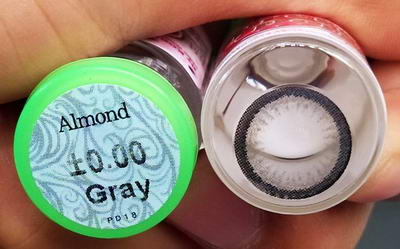 Almond
±0.00
Gray
PD18